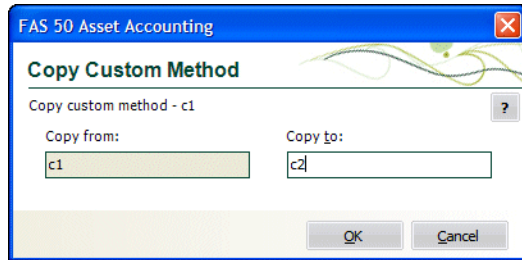 FAS 50 Asset Accounting
Copy Custom Method
Copy custom method - c1
?
Copy from: Copy to:
c1 c2
OK Cancel